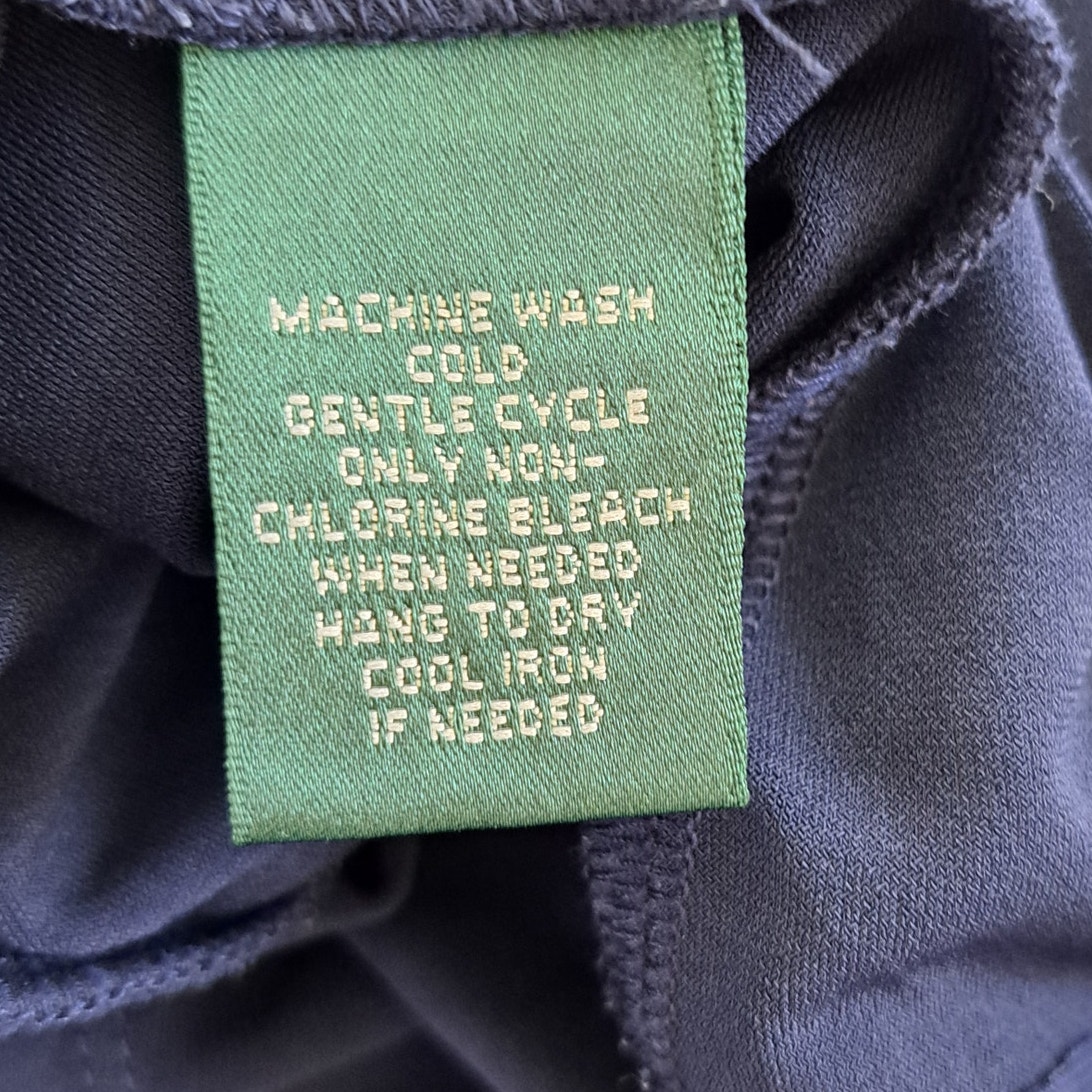 MACHINE WASH
COLD
GENTLE CYCLE
ONLY NON-
CHLORINE BLEACH
WHEN NEEDED
HANG TO DRY
COOL IRON
IF NEEDED